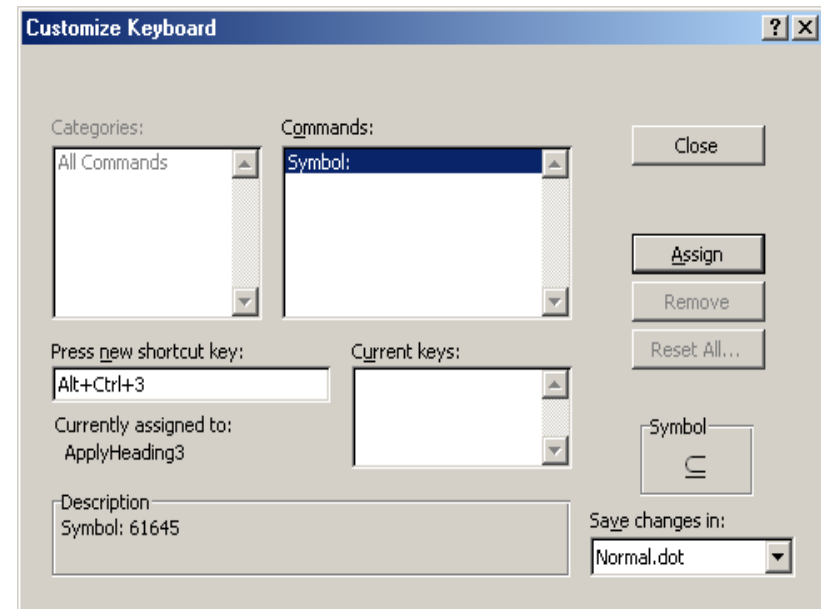 Customize Keyboard
Categories:
Commands:
All Commands
Symbol:
Close
Assign
Remove
Reset All...
Press new shortcut key:
Current keys:
Alt+Ctrl+3
Currently assigned to:
ApplyHeading3
Symbol
⊆
Description
Symbol: 61645
Save changes in:
Normal.dot